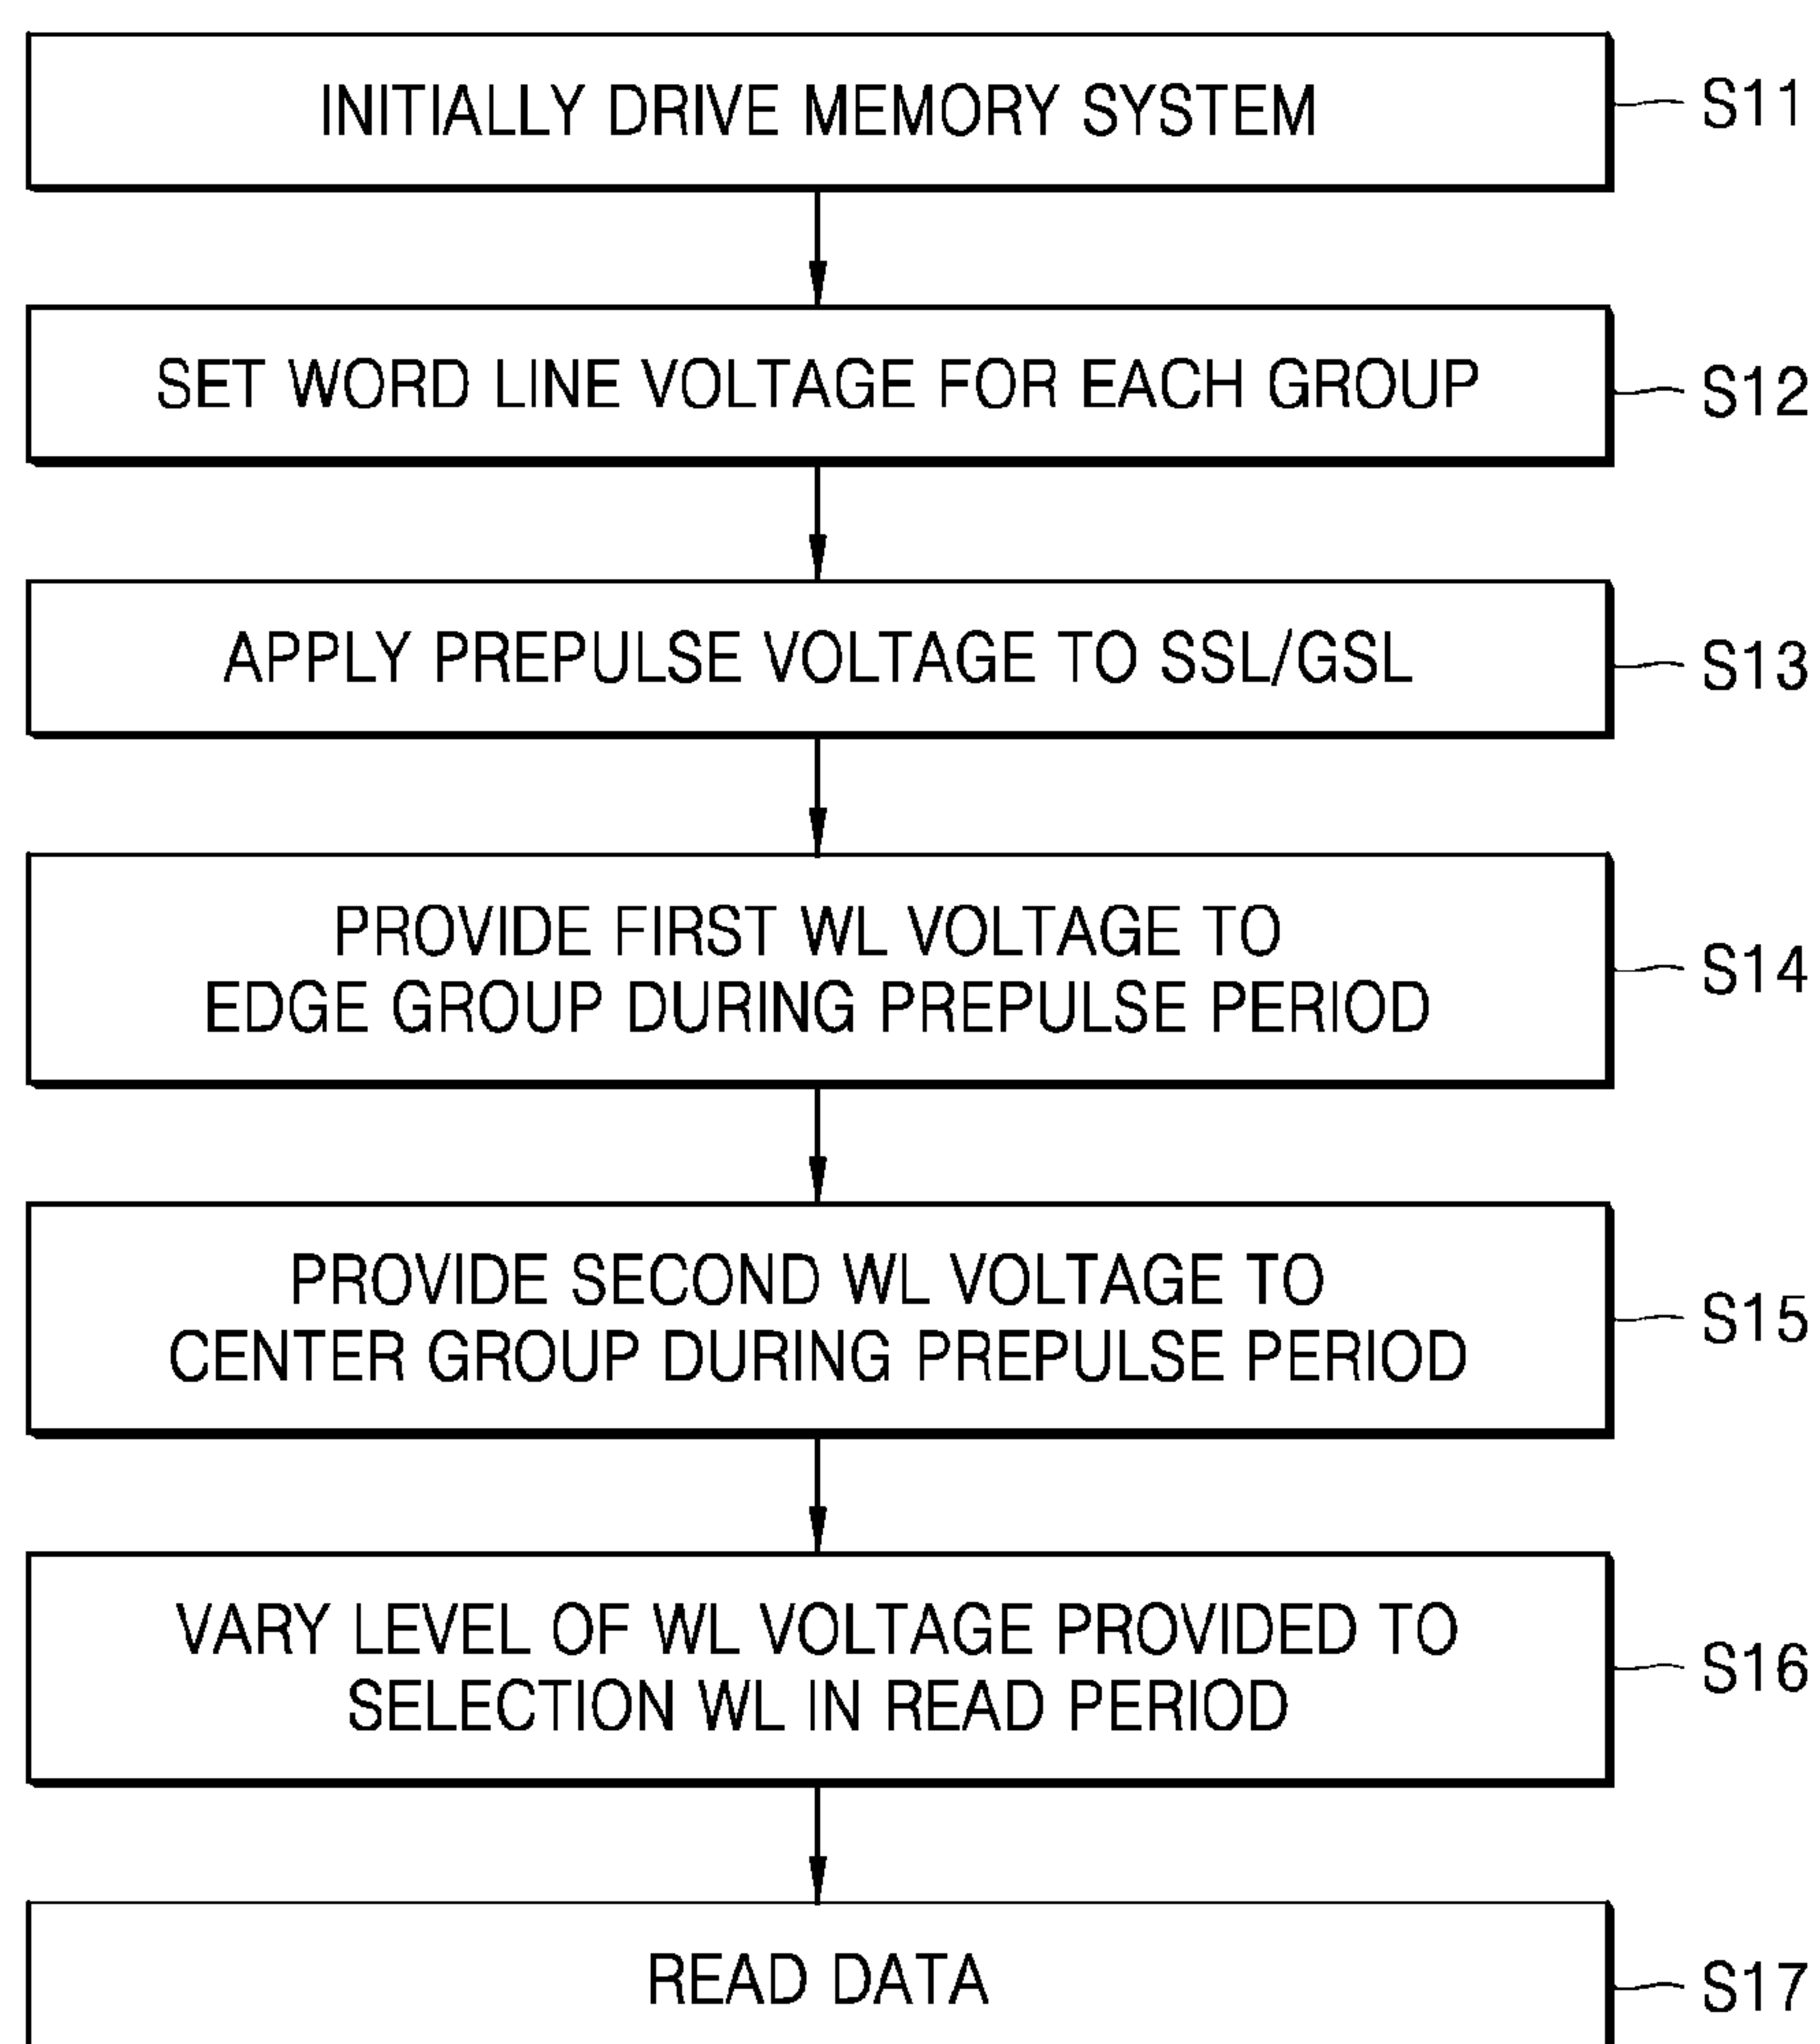 INITIALLY DRIVE MEMORY SYSTEM
S11
SET WORD LINE VOLTAGE FOR EACH GROUP
S12
APPLY PREPULSE VOLTAGE TO SSL/GSL
S13
PROVIDE FIRST WL VOLTAGE TO
EDGE GROUP DURING PREPULSE PERIOD
S14
PROVIDE SECOND WL VOLTAGE TO
CENTER GROUP DURING PREPULSE PERIOD
S15
VARY LEVEL OF WL VOLTAGE PROVIDED TO
SELECTION WL IN READ PERIOD
S16
READ DATA
S17